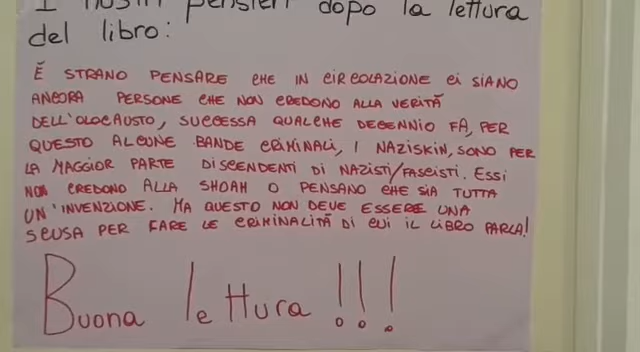 I nostri pensieri dopo la lettura
del libro:
È STRANO PENSARE CHE IN CIRCOLAZIONE CI SIANO
ANCORA PERSONE CHE NON CREDONO ALLA VERITÀ
DELL'OLOCAUSTO, SUCCESSA QUALCHE DECENNIO FÀ, PER
QUESTO ALCUNE BANDE CRIMINALI, I NAZISKIN, SONO PER
LA MAGGIOR PARTE DISCENDENTI DI NAZISTI/FASCISTI. ESSI
NON CREDONO ALLA SHOAH O PENSANO CHE SIA TUTTA
UN'INVENZIONE. MA QUESTO NON DEVE ESSERE UNA
SCUSA PER FARE LE CRIMINALITÀ DI CUI IL LIBRO PARLA!
Buona lettura!!!